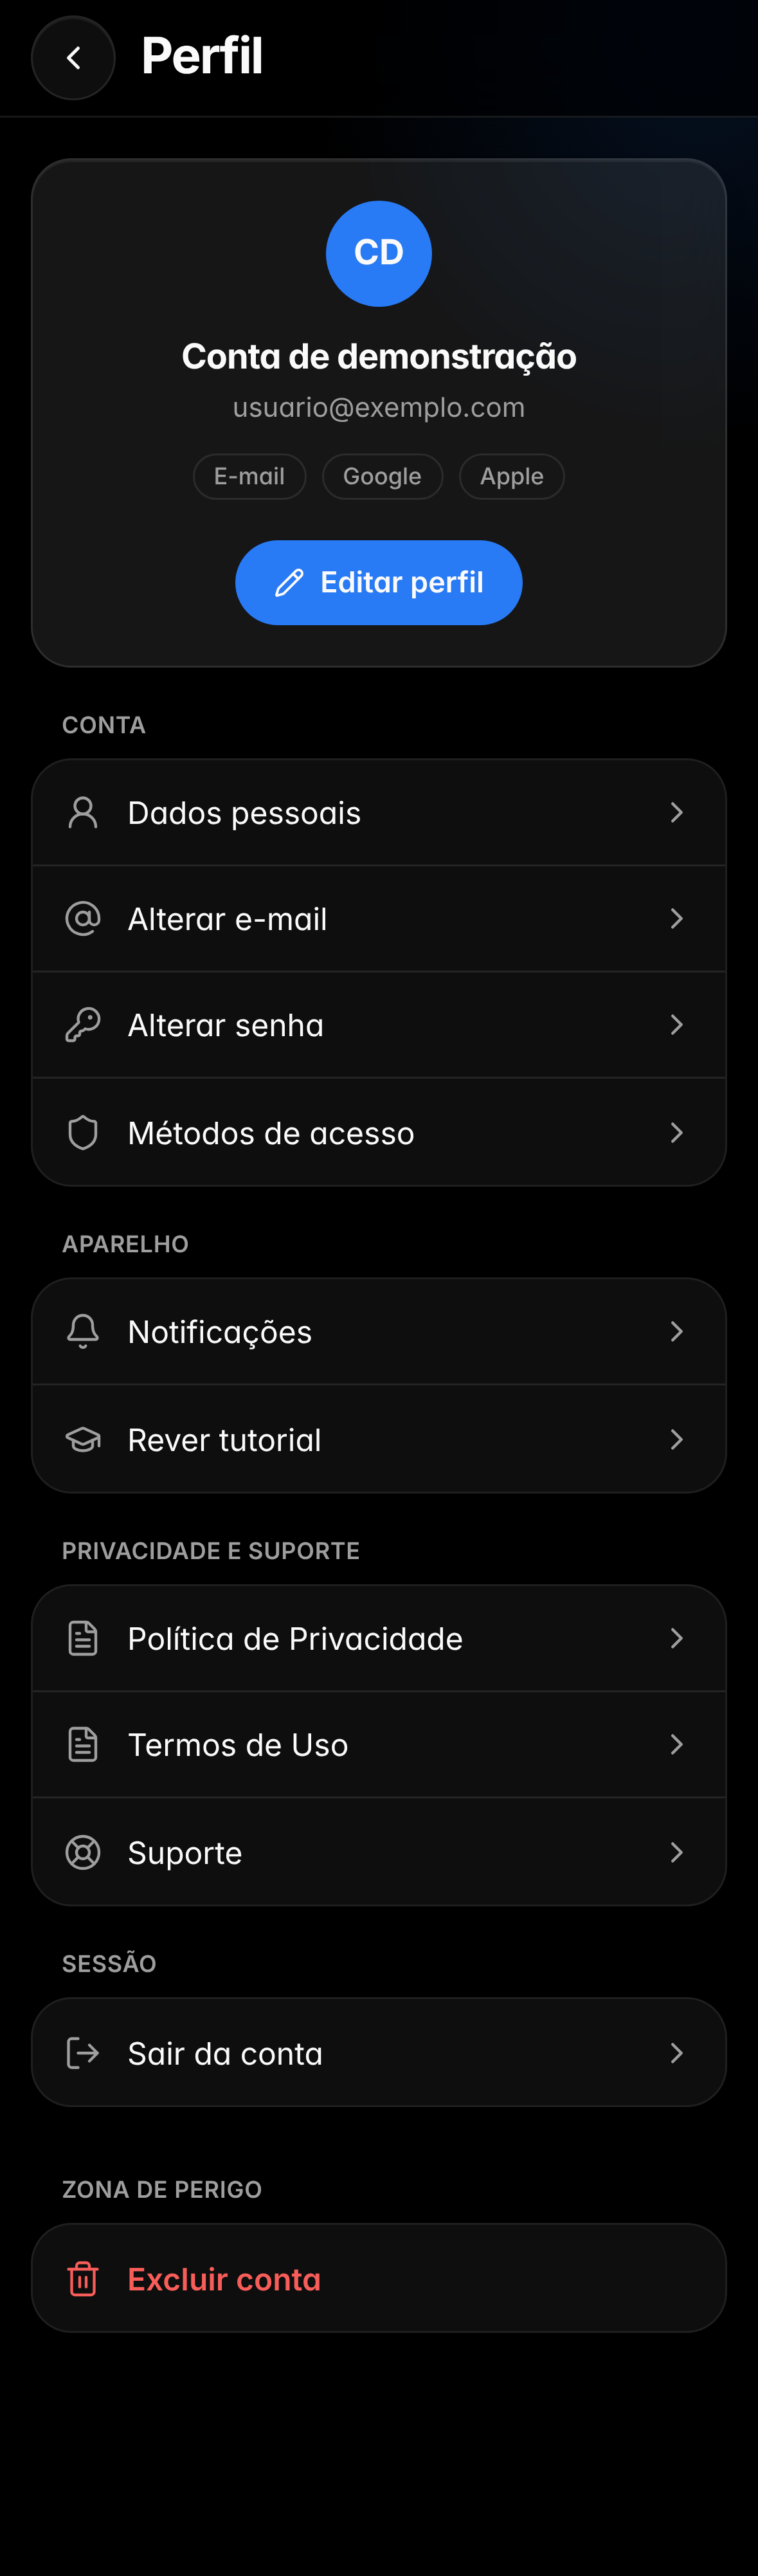 Perfil
CD
Conta de demonstração
usuario@exemplo.com
E-mail Google Apple
Editar perfil
CONTA
Dados pessoais
Alterar e-mail
Alterar senha
Métodos de acesso
APARELHO
Notificações
Rever tutorial
PRIVACIDADE E SUPORTE
Política de Privacidade
Termos de Uso
Suporte
SESSÃO
Sair da conta
ZONA DE PERIGO
Excluir conta